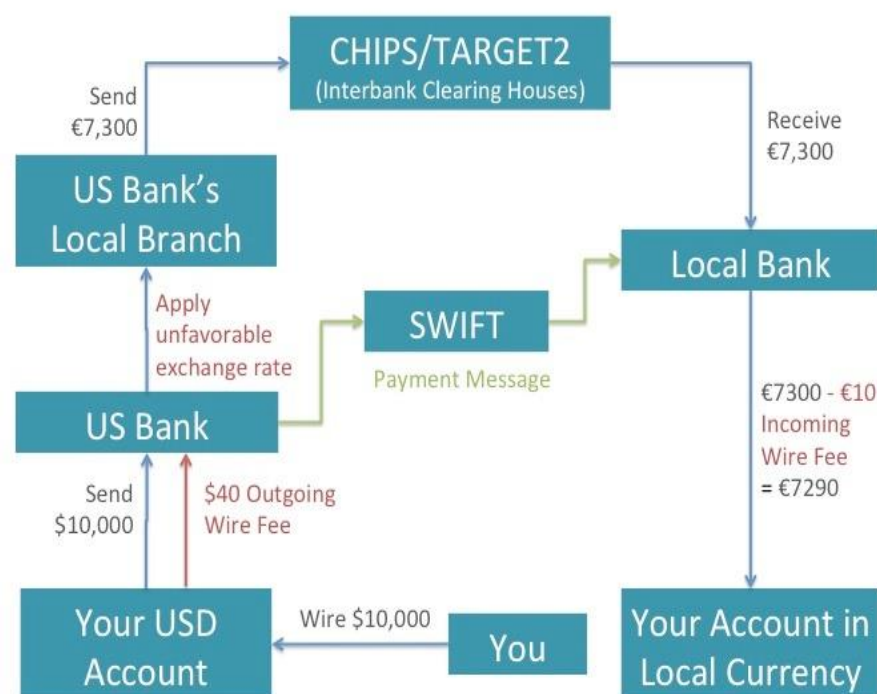 CHIPS/TARGET2
(Interbank Clearing Houses)
Send
€7,300
Receive
€7,300
US Bank’s
Local Branch
Local Bank
Apply
unfavorable
exchange rate
SWIFT
Payment Message
US Bank
€7300 - €10
Incoming
Wire Fee
= €7290
Send
$10,000
$40 Outgoing
Wire Fee
Your USD
Account
Wire $10,000
You
Your Account in
Local Currency